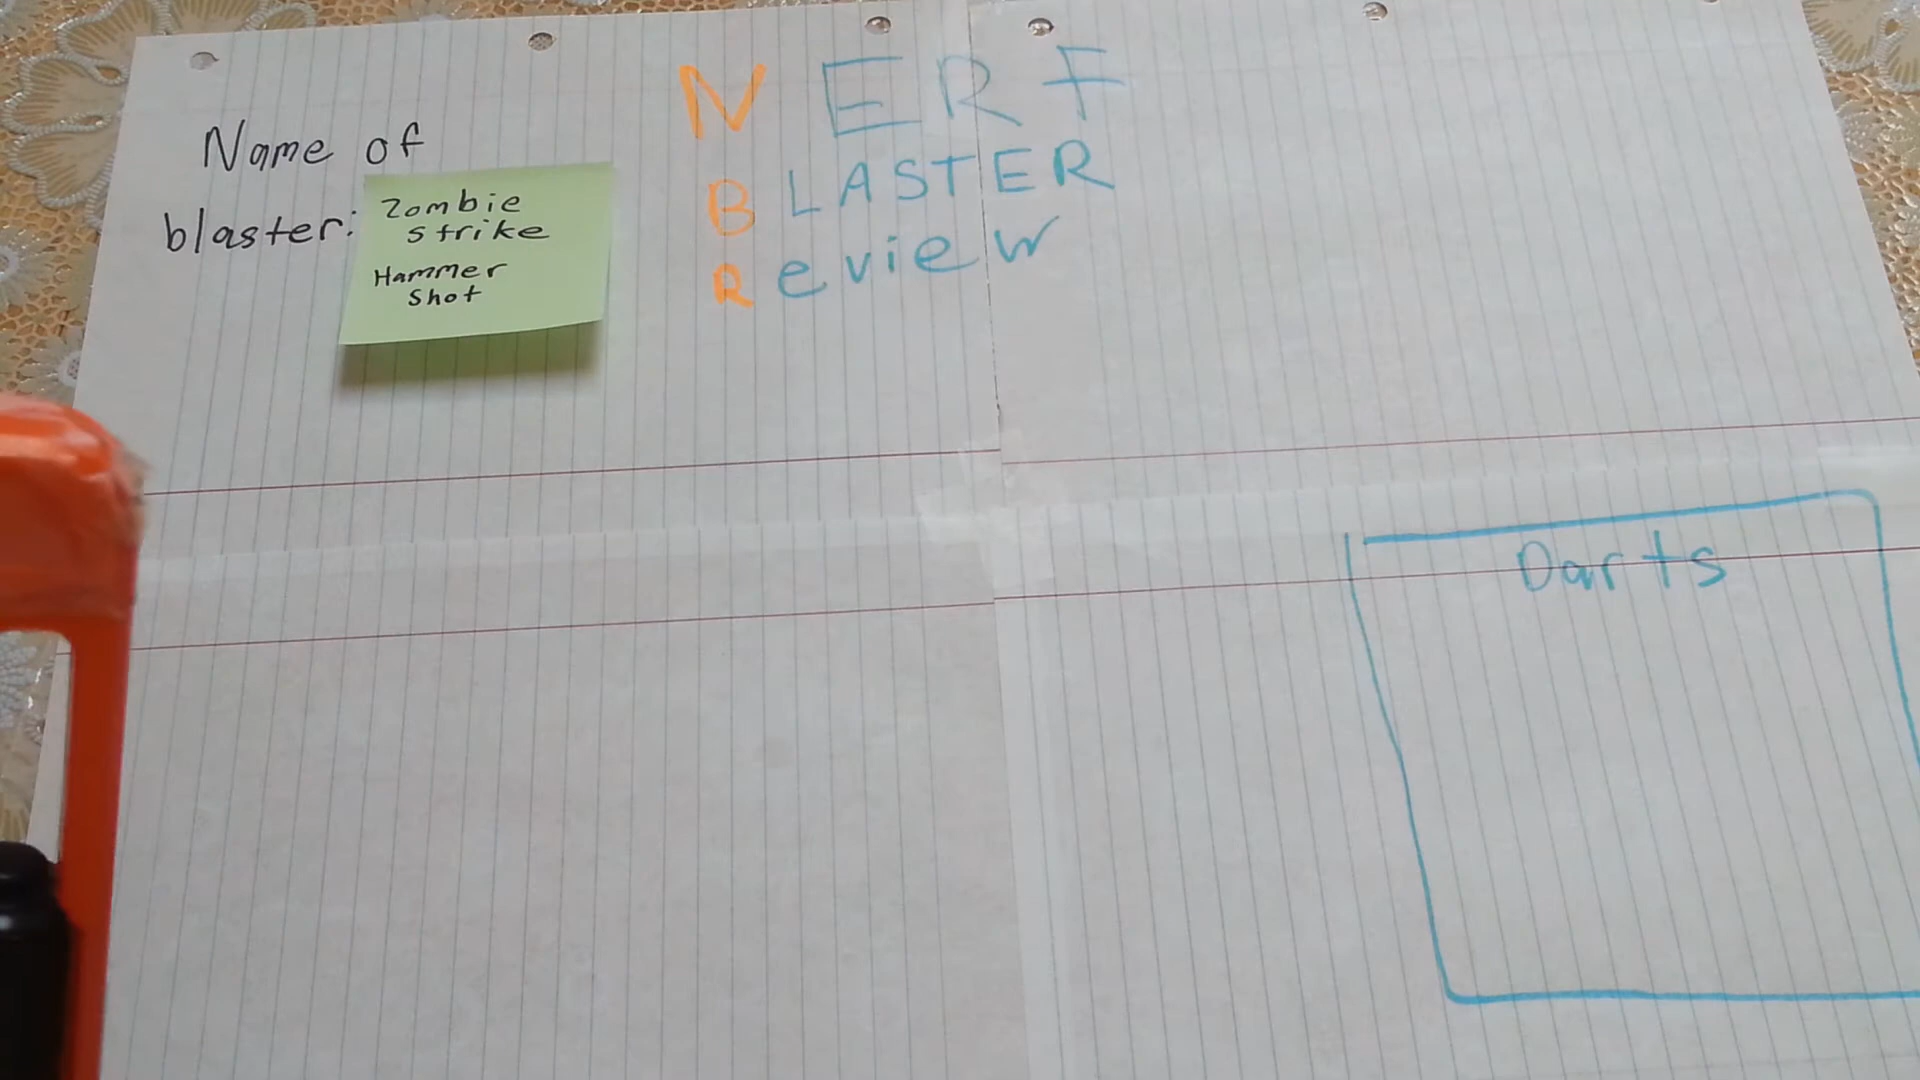 Name of
blaster:
Zombie
strike
Hammer
shot
NERF
BLASTER
Review
Darts